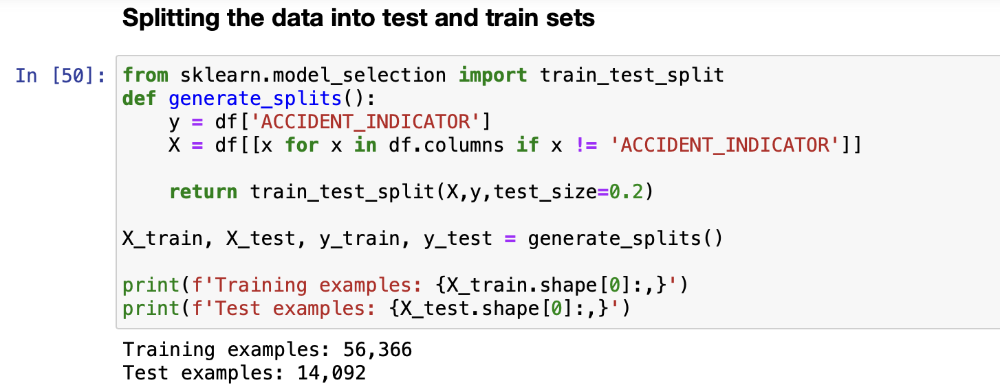 Splitting the data into test and train sets
In [50]:
from sklearn.model_selection import train_test_split
def generate_splits():
    y = df['ACCIDENT_INDICATOR']
    X = df[[x for x in df.columns if x != 'ACCIDENT_INDICATOR']]
    return train_test_split(X,y,test_size=0.2)
X_train, X_test, y_train, y_test = generate_splits()
print(f'Training examples: {X_train.shape[0]:,}')
print(f'Test examples: {X_test.shape[0]:,}')
Training examples: 56,366
Test examples: 14,092